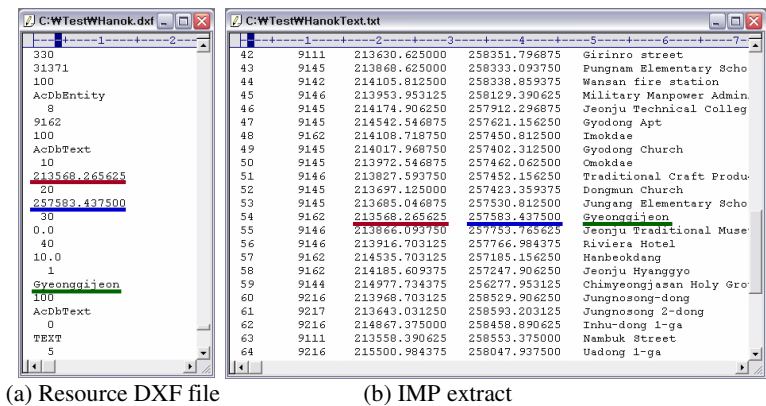 C:₩Test₩Hanok.dxf
----+----1----+----2----
330
31371
100
AcDbEntity
8
9162
100
AcDbText
10
213568.265625
20
257583.437500
30
0.0
40
10.0
1
Gyeonggijeon
100
AcDbText
0
TEXT
5
C:₩Test₩HanokText.txt
----+----1----+----2----+----3----+----4----+----5----+----6----+----7-
42 9111 213630.625000 258351.796875 Girinro street
43 9145 213868.625000 258333.093750 Pungnam Elementary Scho
44 9142 214105.812500 258338.859375 Wansan fire station
45 9146 213953.953125 258129.390625 Military Manpower Admin
46 9145 214174.906250 257912.296875 Jeonju Technical Colleg
47 9145 214542.546875 257621.156250 Gyodong Apt
48 9162 214108.718750 257450.812500 Imokdae
49 9145 214017.968750 257402.312500 Gyodong Church
50 9145 213972.546875 257462.062500 Omokdae
51 9146 213827.593750 257452.156250 Traditional Craft Produ
52 9145 213697.125000 257423.359375 Dongmun Church
53 9145 213685.046875 257530.812500 Jungang Elementary Scho
54 9162 213568.265625 257583.437500 Gyeonggijeon
55 9146 213866.093750 257753.765625 Jeonju Traditional Muse
56 9146 213916.703125 257766.984375 Riviera Hotel
57 9162 214535.703125 257185.156250 Hanbeokdang
58 9162 214185.609375 257247.906250 Jeonju Hyanggyo
59 9144 214977.734375 256277.953125 Chimyeongjasan Holy Gro
60 9216 213968.703125 258529.906250 Jungnosong-dong
61 9217 213643.031250 258593.203125 Jungnosong 2-dong
62 9216 214867.375000 258458.890625 Inhu-dong 1-ga
63 9111 213558.390625 258553.375000 Nambuk Street
64 9216 215500.984375 258047.937500 Uadong 1-ga
(a) Resource DXF file (b) IMP extract